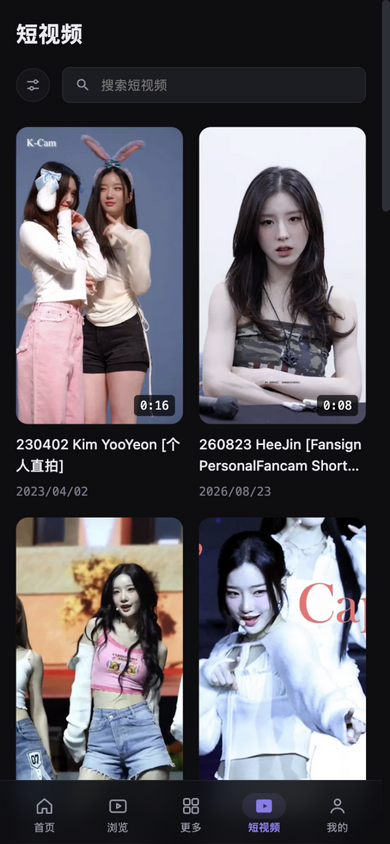 短视频
搜索短视频
K-Cam
0:16
0:08
230402 Kim YooYeon [个
人直拍]
2023/04/02
260823 HeeJin [Fansign
PersonalFancam Short...
2026/08/23
07
Cap
首页
浏览
更多
短视频
我的